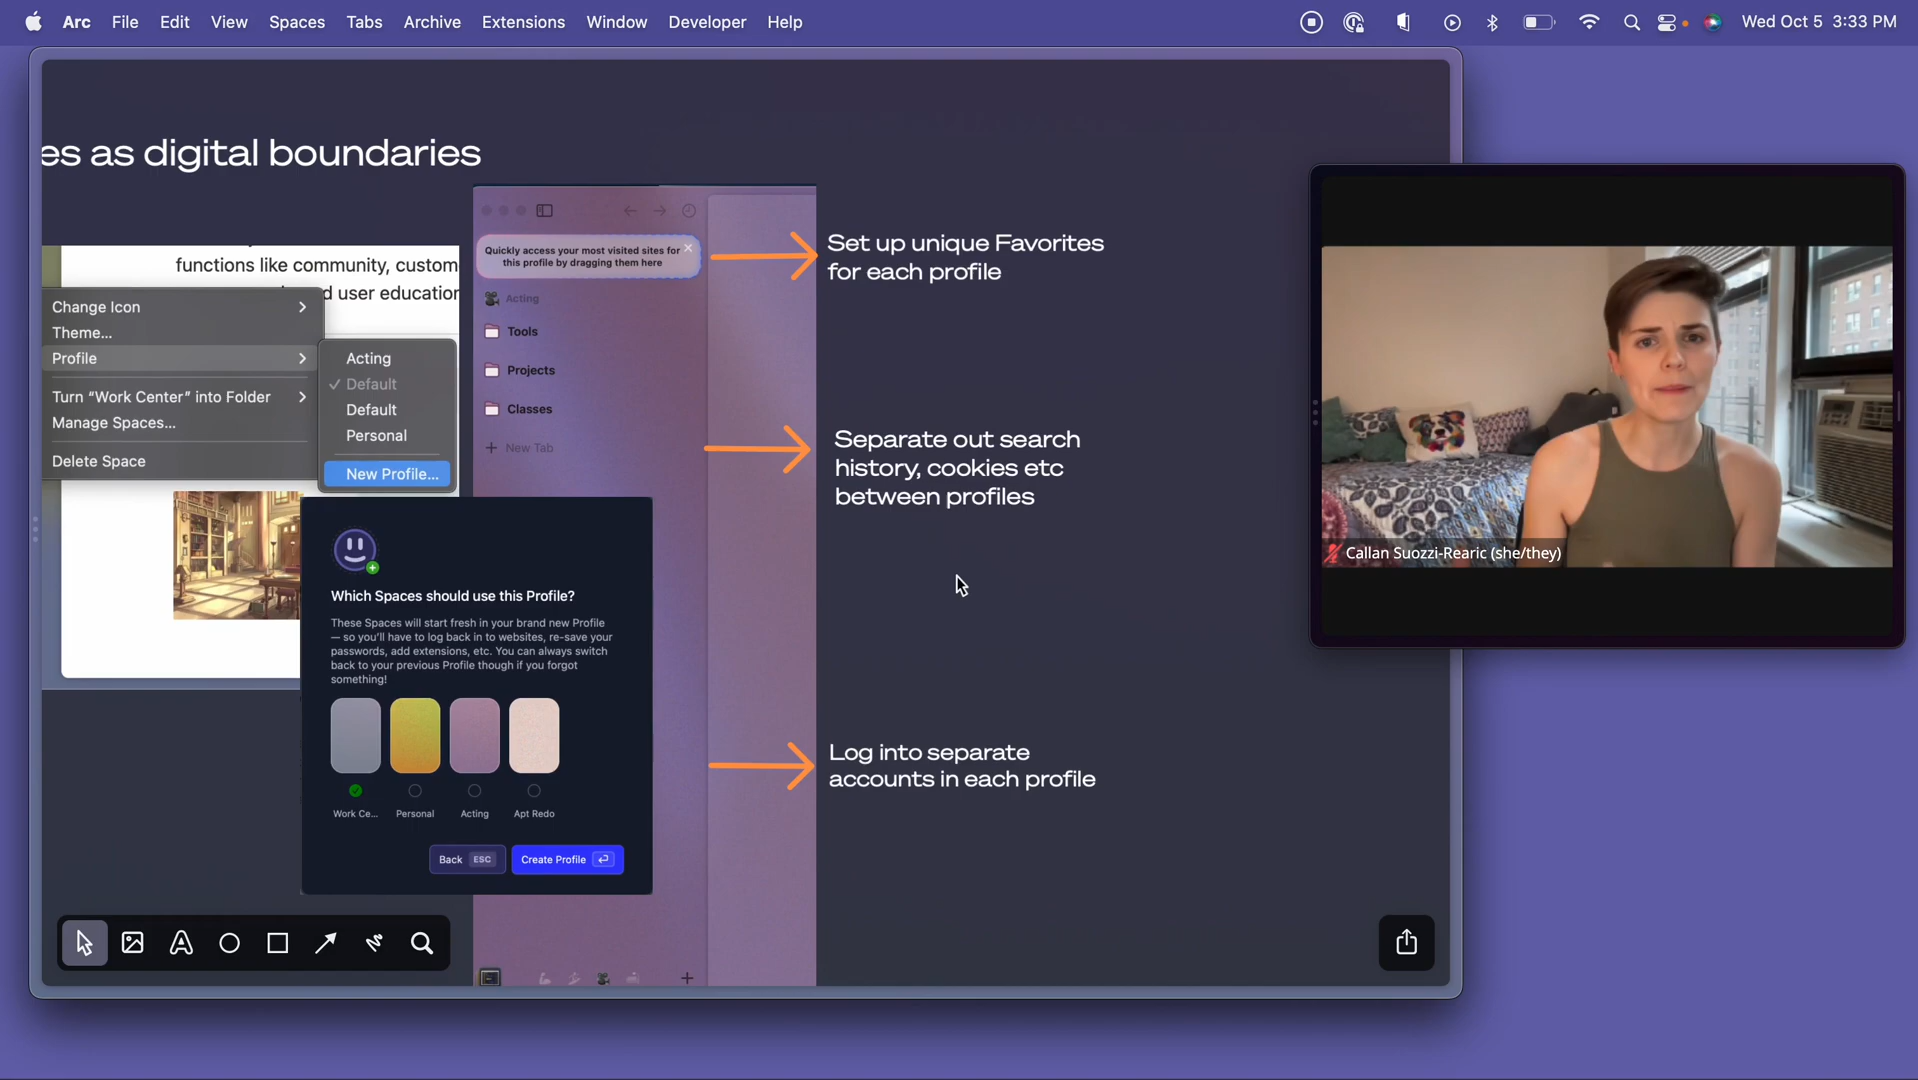 Arc File Edit View Spaces Tabs Archive Extensions Window Developer Help
Wed Oct 5 3:33 PM
es as digital boundaries
functions like community, custome
d user education
Change Icon
Theme...
Profile
Turn “Work Center” into Folder
Manage Spaces...
Delete Space
Acting
Default
Default
Personal
New Profile...
Quickly access your most visited sites for
this profile by dragging them here
Acting
Tools
Projects
Classes
New Tab
Set up unique Favorites
for each profile
Separate out search
history, cookies etc
between profiles
Log into separate
accounts in each profile
Which Spaces should use this Profile?
These Spaces will start fresh in your brand new Profile
— so you'll have to log back in to websites, re-save your
passwords, add extensions, etc. You can always switch
back to your previous Profile though if you forgot
something!
Work Ce... Personal Acting Apt Redo
Back ESC Create Profile
Callan Suozzi-Rearic (she/they)